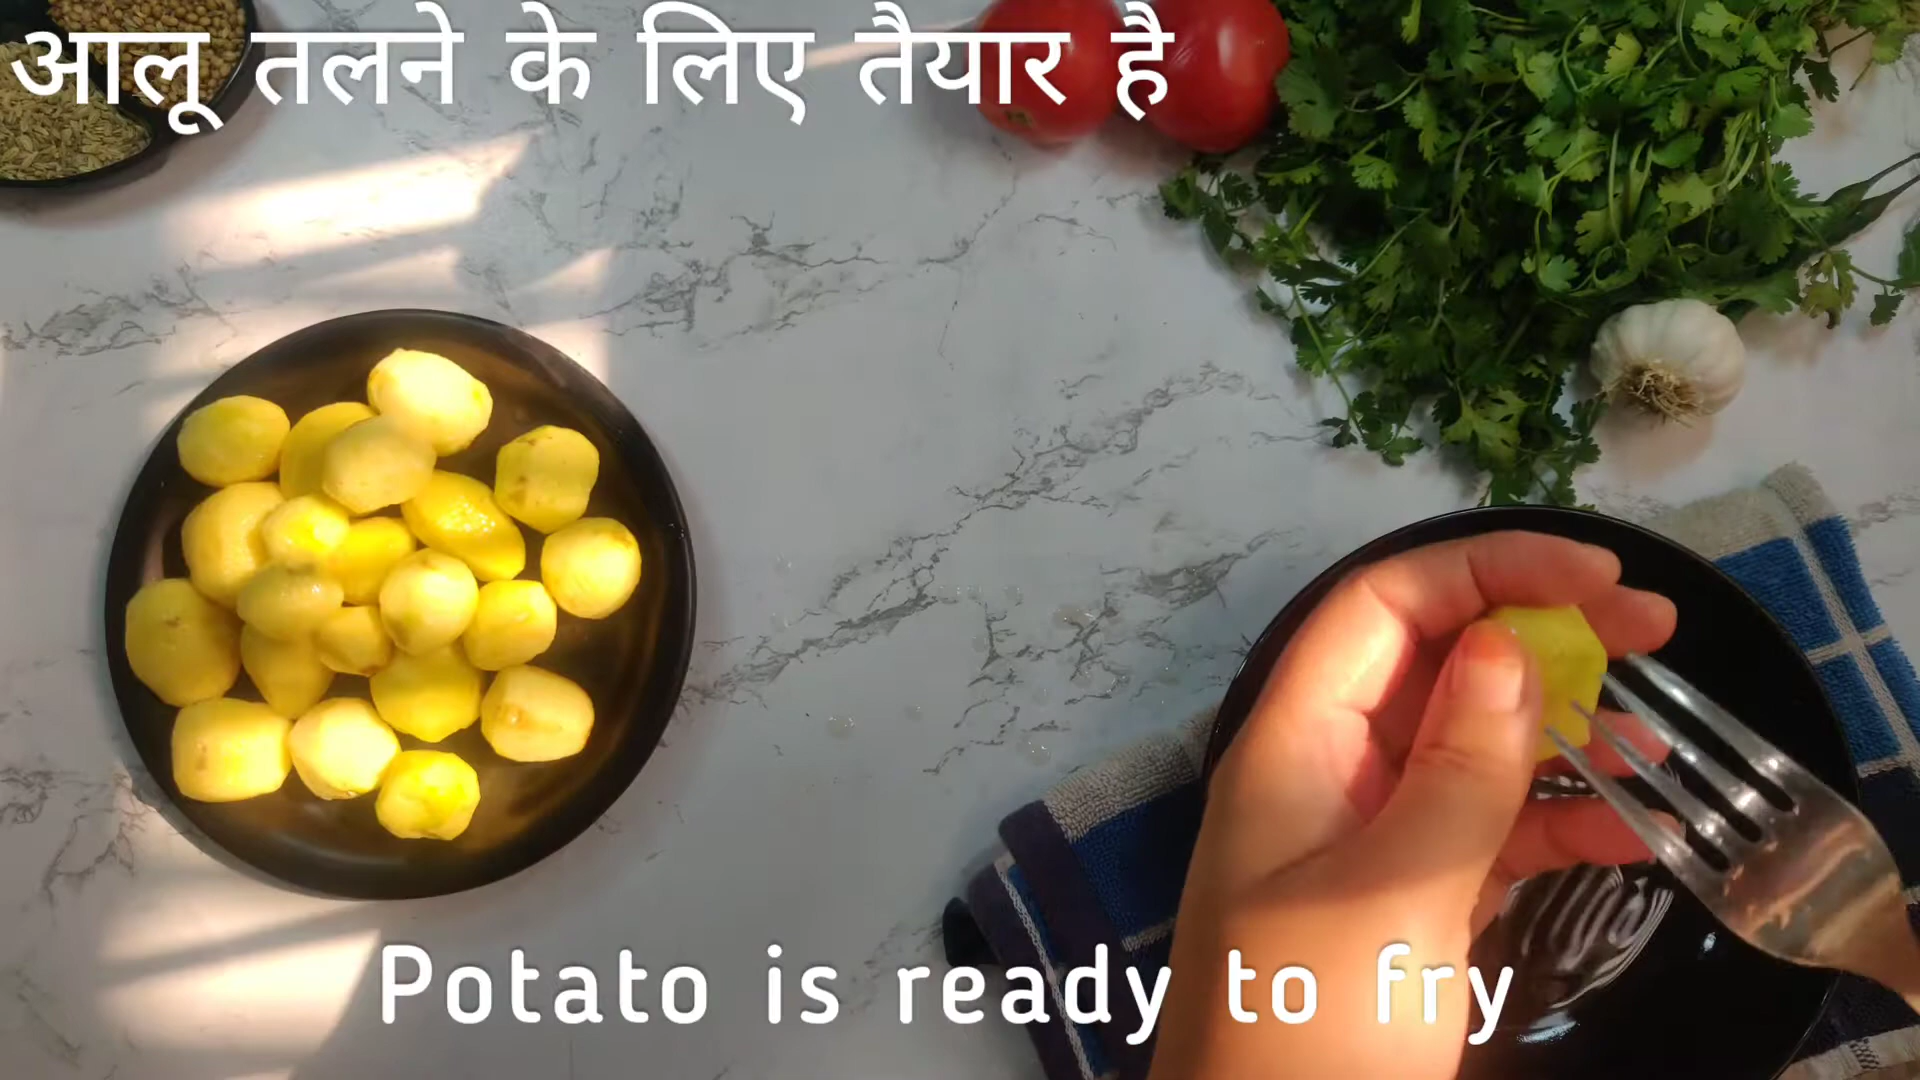 आलू तलने के लिए तैयार है
Potato is ready to fry